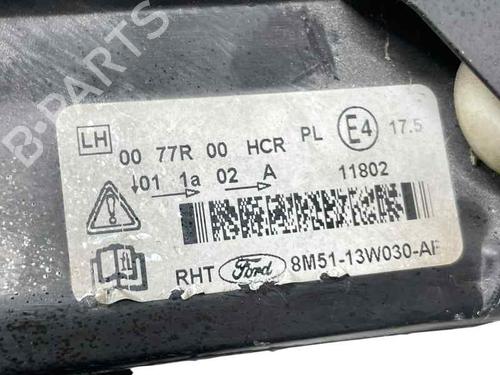 B-PARTS
LH
00 77R 00 HCR PL E4 17.5
↓01 1a 02 A 11802
RHT Ford 8M51-13W030-AF